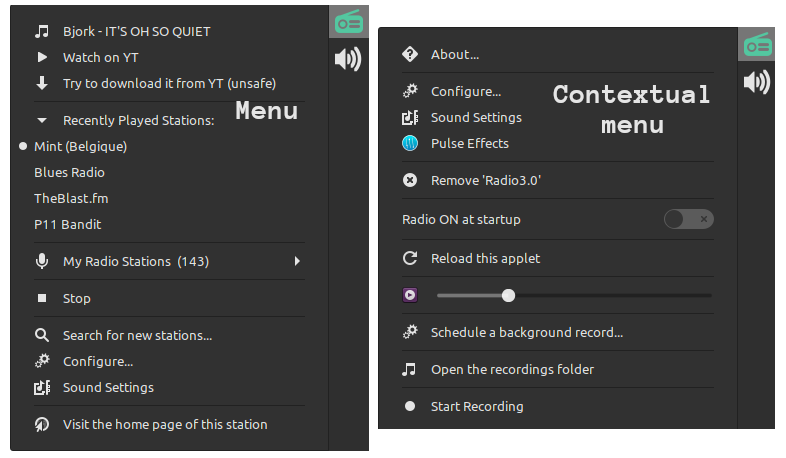 Bjork - IT'S OH SO QUIET
Watch on YT
Try to download it from YT (unsafe)
Recently Played Stations:
Menu
Mint (Belgique)
Blues Radio
TheBlast.fm
P11 Bandit
My Radio Stations (143)
Stop
Search for new stations...
Configure...
Sound Settings
Visit the home page of this station
About...
Configure...
Contextual
menu
Sound Settings
Pulse Effects
Remove 'Radio3.0'
Radio ON at startup
Reload this applet
Schedule a background record...
Open the recordings folder
Start Recording